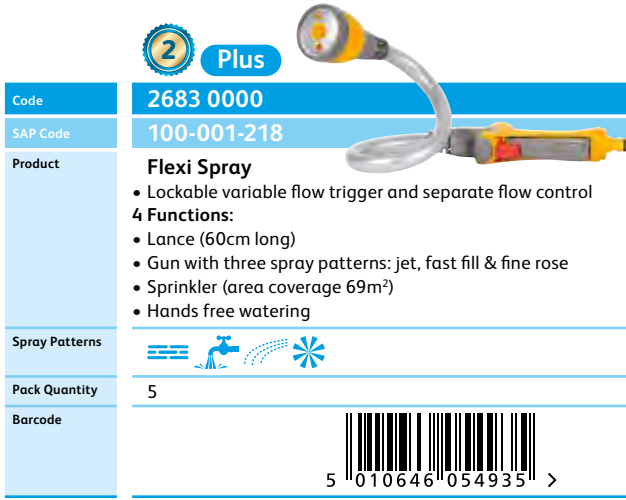 2
Plus
Code 2683 0000
SAP Code 100-001-218
Product Flexi Spray
• Lockable variable flow trigger and separate flow control
4 Functions:
• Lance (60cm long)
• Gun with three spray patterns: jet, fast fill & fine rose
• Sprinkler (area coverage 69m²)
• Hands free watering
Spray Patterns
Pack Quantity 5
Barcode
5 010646 054935 >